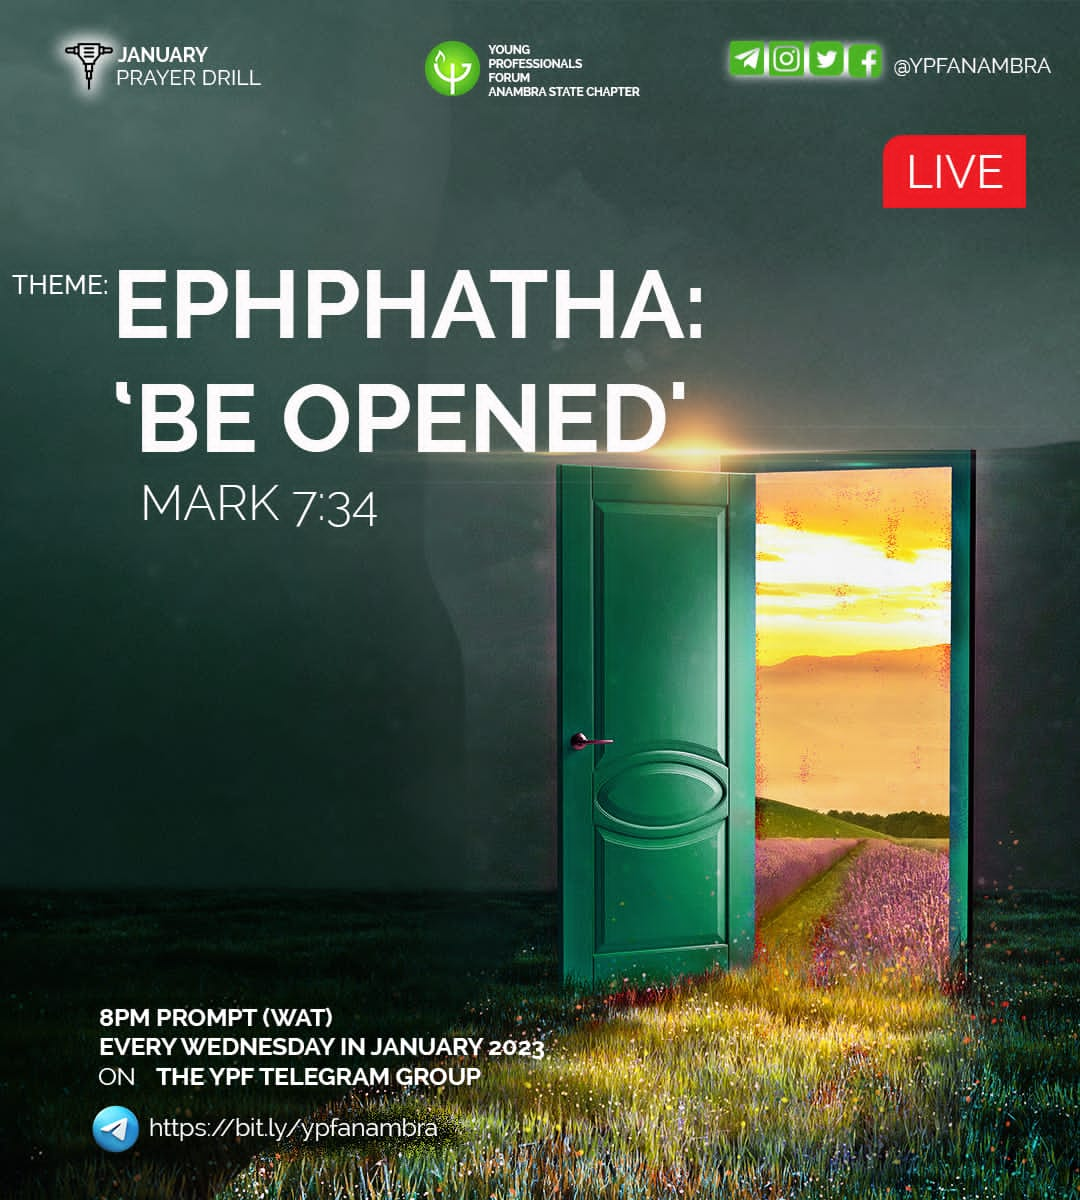 JANUARY
PRAYER DRILL
YOUNG
PROFESSIONALS
FORUM
ANAMBRA STATE CHAPTER
@YPFANAMBRA
LIVE
THEME: EPHPHATHA:
‘BE OPENED'
MARK 7:34
8PM PROMPT (WAT)
EVERY WEDNESDAY IN JANUARY 2023
ON THE YPF TELEGRAM GROUP
https://bit.ly/ypfanambra